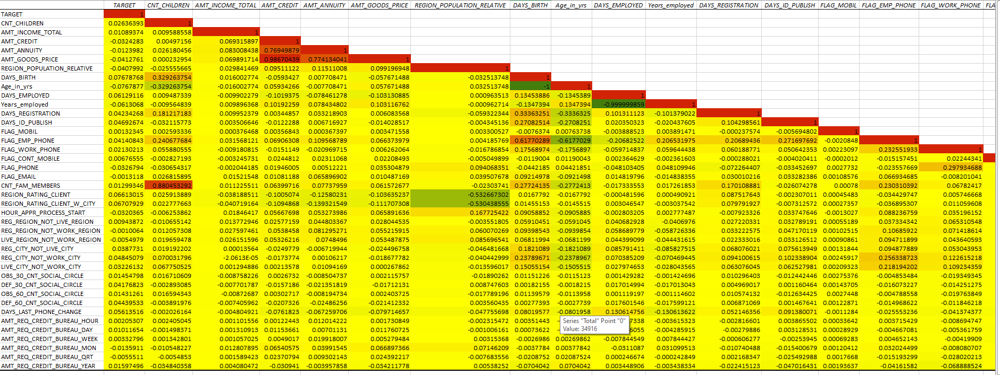 TARGET CNT_CHILDREN AMT_INCOME_TOTAL AMT_CREDIT AMT_ANNUITY AMT_GOODS_PRICE REGION_POPULATION_RELATIVE DAYS_BIRTH Age_in_yrs DAYS_EMPLOYED Years_employed DAYS_REGISTRATION DAYS_ID_PUBLISH FLAG_MOBIL FLAG_EMP_PHONE FLAG_WORK_PHONE FLA
TARGET 1
CNT_CHILDREN 0.02636393 1
AMT_INCOME_TOTAL 0.01089374 0.009588558 1
AMT_CREDIT -0.0324283 0.00497156 0.069315897 1
AMT_ANNUITY -0.0123982 0.026180456 0.083008438 0.76949879 1
AMT_GOODS_PRICE -0.0412761 0.000232954 0.069891714 0.98670439 0.774134041 1
REGION_POPULATION_RELATIVE -0.0407992 -0.025555665 0.029841469 0.09511122 0.11511008 0.099196948 1
DAYS_BIRTH 0.07678768 0.329263754 0.016002774 -0.0593427 0.007708471 -0.057671488 -0.032513748 1
Age_in_yrs -0.0767877 -0.329263754 -0.016002774 0.05934266 -0.007708471 0.057671488 0.032513748 -1 1
DAYS_EMPLOYED 0.06129116 0.009487339 -0.009902279 -0.1019375 -0.078461278 -0.103130885 0.000963513 0.13453886 -0.1345389 1
Years_employed -0.0613068 -0.009564839 0.009896368 0.10192259 0.078434802 0.103116762 -0.000962714 -0.1347394 0.1347394 -0.999999859 1
DAYS_REGISTRATION 0.04234268 0.181217183 0.009952379 0.00344857 0.033218903 0.006083568 -0.059322344 0.33363251 -0.3336325 0.101311123 -0.101379022 1
DAYS_ID_PUBLISH 0.04692674 -0.032115773 0.003506646 -0.0122288 0.006716927 -0.014028517 -0.004345136 0.27082514 -0.2708251 0.020350323 -0.020437605 0.104298561 1
FLAG_MOBIL 0.00132345 0.002593336 0.000376468 0.00356843 0.000367397 0.003471558 0.003300527 -0.0076374 0.00763738 -0.003888523 0.003891471 -0.000237574 -0.005694802 1
FLAG_EMP_PHONE 0.04140843 0.240677684 0.031568121 0.06906308 0.109568789 0.066373979 0.004185769 0.61770289 -0.6177029 -0.20682522 0.206531975 0.20689436 0.271697692 -0.0020848 1
FLAG_WORK_PHONE 0.02130213 0.055880555 -0.009180815 -0.0151149 -0.020969715 0.006262064 -0.016786854 0.17568974 -0.1756897 -0.059714837 0.059644438 0.060188771 0.050642353 0.00223097 0.232551933 1
FLAG_CONT_MOBILE 0.00676555 -0.002827193 -0.003245731 0.0244812 0.02311068 0.02208493 -0.005049899 -0.0119004 0.01190043 0.002364629 -0.002361603 -0.000288021 -0.004020411 -0.0002012 -0.015157451 0.02244341
FLAG_PHONE -0.0326794 -0.030654317 -0.002044185 0.01946005 0.00512221 0.035304879 0.094068351 -0.0442185 0.04421851 -0.048103405 0.048109946 -0.072264407 -0.033452697 0.0027732 -0.023557669 0.297934688
FLAG_EMAIL -0.0013118 0.026815895 0.01521548 0.01081188 0.065896902 0.010487169 0.039507678 0.09214978 -0.0921498 0.014819796 -0.014838355 0.030010216 0.033282386 0.00108576 0.066934685 -0.008201041
CNT_FAM_MEMBERS 0.01299346 0.880453292 0.011225511 0.06399716 0.07737959 0.061572677 -0.02303741 0.27724135 -0.2772413 -0.017333553 0.017261853 0.170108881 -0.026074278 0.00078 0.230310392 0.06782417
REGION_RATING_CLIENT 0.06613015 0.025913889 -0.038188511 -0.1005074 -0.12580231 -0.103635237 -0.532667302 0.0167792 -0.0167792 -0.000481596 0.000490921 0.087517643 -0.002307011 0.00045483 -0.034429747 0.005746668
REGION_RATING_CLIENT_W_CITY 0.06707929 0.022777663 -0.040719164 -0.1094868 -0.139321549 -0.111707308 -0.530438555 0.01455153 -0.0145515 0.003046547 -0.003037542 0.079791927 -0.007312572 0.00027357 -0.036895307 0.011059608
HOUR_APPR_PROCESS_START -0.0320365 -0.006253862 0.01846417 0.05667698 0.053273986 0.065891636 0.167725422 0.09058852 -0.0905885 -0.002803205 0.002777487 -0.007923326 0.033747646 -0.0013027 0.088236759 0.035196152
REG_REGION_NOT_LIVE_REGION 0.00943872 -0.010655142 0.013772946 0.02577159 0.044803367 0.028044535 -0.003551805 0.05910451 -0.0591045 0.040682928 -0.0406976 0.027220331 0.032789191 0.00055189 0.037334342 0.065310548
REG_REGION_NOT_WORK_REGION -0.0010064 0.012057308 0.027597461 0.0538458 0.081295271 0.055215915 0.060070269 0.09398543 -0.0939854 0.058689779 -0.058726336 0.033222575 0.047170119 0.00102515 0.10685922 0.071418614
LIVE_REGION_NOT_WORK_REGION -0.0054979 0.019659478 0.026151596 0.05326216 0.0748496 0.053487875 0.085696541 0.06811994 -0.0681199 0.044399099 -0.044431615 0.022333016 0.033126512 0.00090861 0.094711899 0.043640593
REG_CITY_NOT_LIVE_CITY 0.0387731 0.019192202 0.00013564 -0.0249779 -0.006719944 -0.024496758 -0.046481668 0.1821089 -0.1821089 0.085791411 -0.085827515 0.068076021 0.075613949 0.00131844 0.094877889 0.053043953
REG_CITY_NOT_WORK_CITY 0.04845079 0.070031796 -2.0613E-05 -0.0173774 0.00106217 -0.018677782 -0.040442999 0.23789671 -0.2378967 0.070385209 -0.070469445 0.094100615 0.102338904 0.00245917 0.256338723 0.122615218
LIVE_CITY_NOT_WORK_CITY 0.03226132 0.067750525 0.001294886 0.00213578 0.01094169 0.000267862 -0.013596017 0.15055154 -0.1505515 0.027974653 -0.028043565 0.063076045 0.062527981 0.00209323 0.218194202 0.109234359
OBS_30_CNT_SOCIAL_CIRCLE 0.01454798 0.016710609 -0.008758226 0.0026732 -0.008504737 0.002115757 -0.01890262 0.01151226 -0.0115123 0.001429282 -0.001424696 0.010296403 -0.012442446 0.00275376 -0.004853484 -0.019349345
DEF_30_CNT_SOCIAL_CIRCLE 0.04176823 -0.002893085 -0.007701787 -0.0157186 -0.021351819 -0.01712131 0.008747603 0.00182155 -0.0018215 0.017014994 -0.017013043 0.004969017 0.001160464 0.00143705 -0.016073227 -0.014251275
OBS_60_CNT_SOCIAL_CIRCLE 0.01431261 0.016594343 -0.00872687 0.00302717 -0.008194734 0.002403725 -0.017789196 0.01139579 -0.0113958 0.001119197 -0.001114602 0.010574132 -0.012634425 0.0027448 -0.004788558 -0.019763849
DEF_60_CNT_SOCIAL_CIRCLE 0.04439533 -0.003891976 -0.007405962 -0.0207326 -0.02486256 -0.021412332 0.003560435 0.00277393 -0.0027739 0.017601546 -0.017599121 0.006871069 0.001467641 0.00122851 -0.014968622 -0.011846218
DAYS_LAST_PHONE_CHANGE 0.05613516 -0.002026164 -0.004804921 -0.0761823 -0.067259706 -0.079714657 -0.047755698 0.08019577 -0.0801958 0.130614756 -0.130613622 0.052146356 0.091380071 -0.0011284 -0.025553236 -0.041374377
AMT_REQ_CREDIT_BUREAU_HOUR 0.00205307 0.002405045 0.001101556 0.00122443 0.012014222 0.001730849 -0.002315472 0.00351443 7338 -0.003615323 -0.002816601 0.003865502 0.00033642 0.003715429 -0.008694747
Series "Total" Point "0"
Value: 34916
AMT_REQ_CREDIT_BUREAU_DAY 0.01011654 -0.001498371 0.001310913 0.01153661 0.00701131 0.011760725 -0.001006161 0.00073622 6055 -0.004285915 -0.00279886 0.003128531 0.00028929 -0.004667081 -0.005361759
AMT_REQ_CREDIT_BUREAU_WEEK 0.00332796 0.001342801 0.001057025 0.0049017 0.019918007 0.005279484 0.00315368 -0.0026986 0.00269862 -0.007844549 0.007844427 -0.000606277 -0.00253945 0.00069283 0.004652143 -0.00419909
AMT_REQ_CREDIT_BUREAU_MON -0.0135911 -0.010548227 0.012807895 0.06540575 0.03991545 0.066897366 0.07146209 -0.0037784 0.00377842 -0.0311087 0.031099513 -0.010740488 -0.015400679 0.00120412 0.032024499 -0.008080707
AMT_REQ_CREDIT_BUREAU_QRT -0.0055511 -0.0054853 0.001589423 0.02370794 0.009302143 0.024392217 -0.007683556 -0.0208752 0.02087524 0.000246674 -0.000242849 0.002168347 -0.025492988 0.0017668 -0.015193299 -0.028020213
AMT_REQ_CREDIT_BUREAU_YEAR 0.01597496 -0.034840358 0.004080472 -0.030941 -0.003957858 -0.034211778 0.00538252 -0.0704042 0.0704042 0.003448906 -0.003438334 -0.022415123 -0.047016431 0.00193637 -0.04161582 -0.068888524